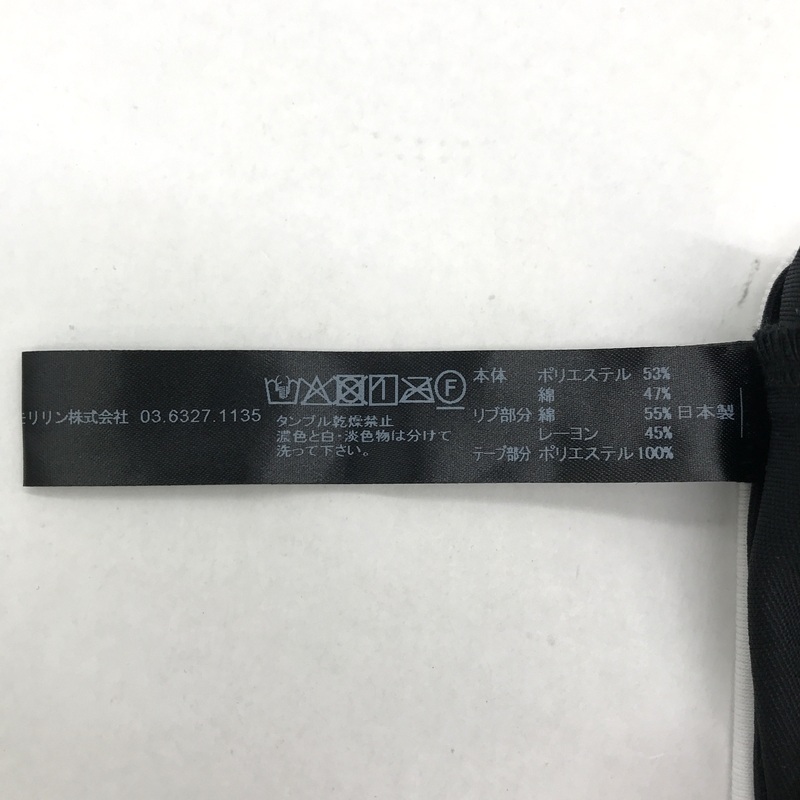 モリリン株式会社 03.6327.1135
F
タンブル乾燥禁止
濃色と白・淡色物は分けて
洗って下さい。
本体 ポリエステル 53%
綿 47%
リブ部分 綿 55%
レーヨン 45%
テープ部分 ポリエステル 100%
日本製